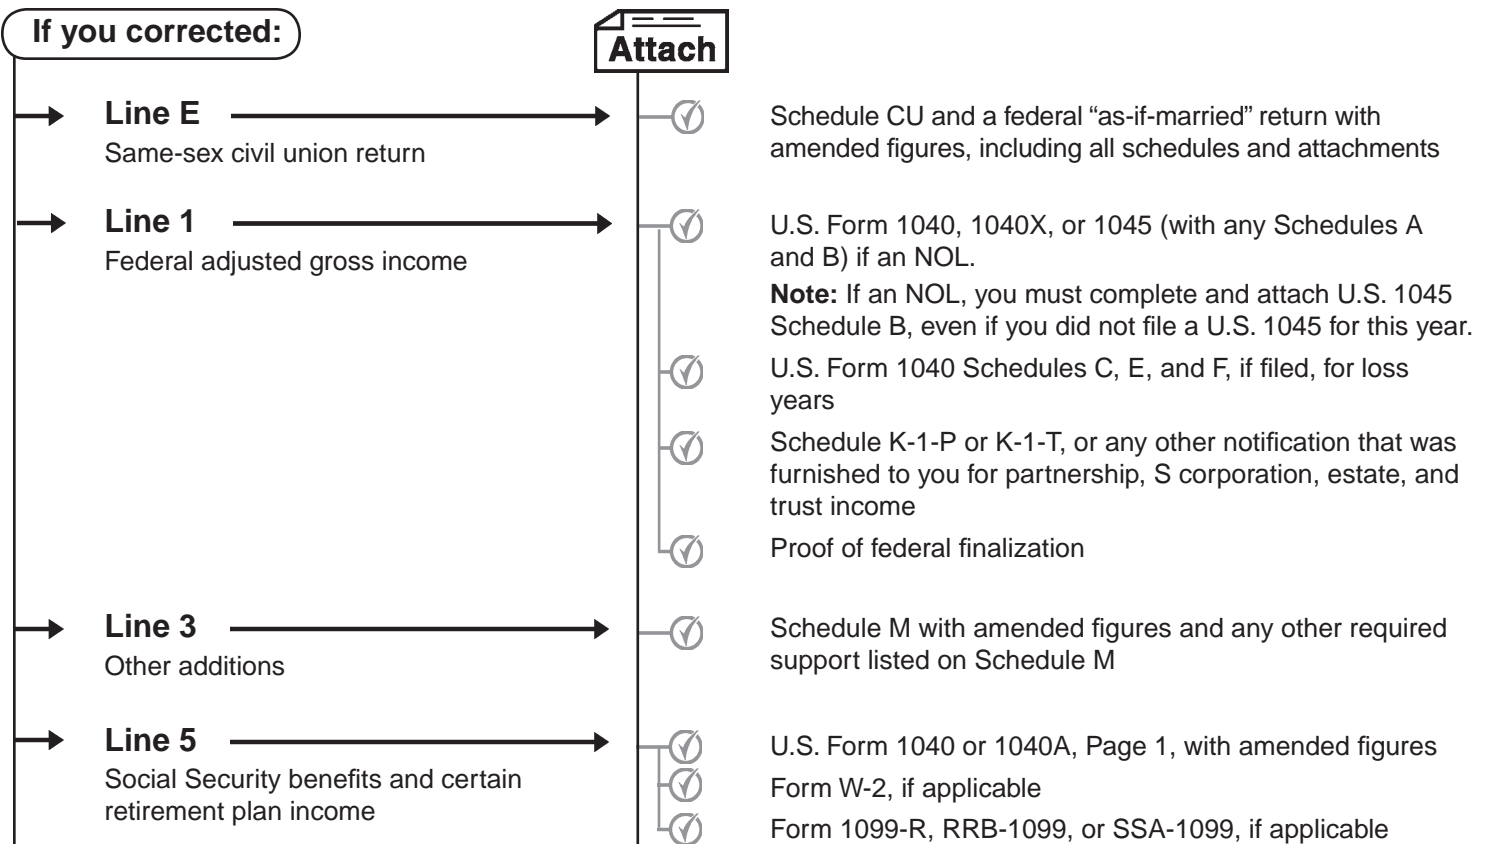 If you corrected:
Attach
Line E
Same-sex civil union return
Schedule CU and a federal “as-if-married” return with
amended figures, including all schedules and attachments
Line 1
Federal adjusted gross income
U.S. Form 1040, 1040X, or 1045 (with any Schedules A
and B) if an NOL.
Note: If an NOL, you must complete and attach U.S. 1045
Schedule B, even if you did not file a U.S. 1045 for this year.
U.S. Form 1040 Schedules C, E, and F, if filed, for loss
years
Schedule K-1-P or K-1-T, or any other notification that was
furnished to you for partnership, S corporation, estate, and
trust income
Proof of federal finalization
Line 3
Other additions
Schedule M with amended figures and any other required
support listed on Schedule M
Line 5
Social Security benefits and certain
retirement plan income
U.S. Form 1040 or 1040A, Page 1, with amended figures
Form W-2, if applicable
Form 1099-R, RRB-1099, or SSA-1099, if applicable